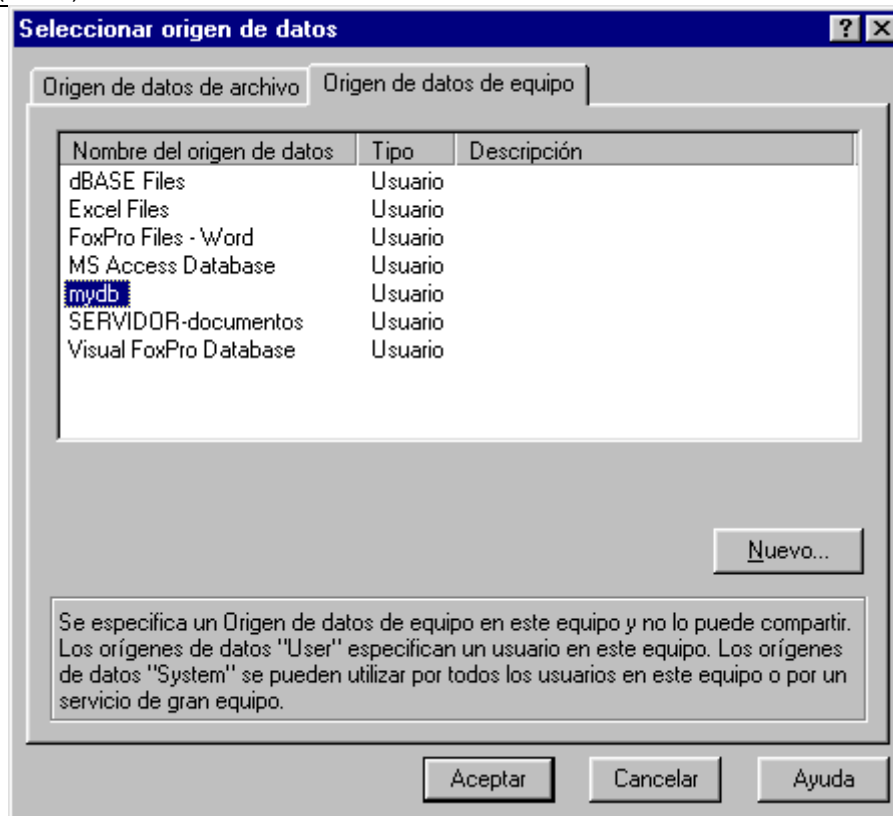 Seleccionar origen de datos
Origen de datos de archivo Origen de datos de equipo
Nombre del origen de datos Tipo Descripción
dBASE Files Usuario
Excel Files Usuario
FoxPro Files - Word Usuario
MS Access Database Usuario
mydb Usuario
SERVIDOR-documentos Usuario
Visual FoxPro Database Usuario
Nuevo...
Se especifica un Origen de datos de equipo en este equipo y no lo puede compartir.
Los orígenes de datos "User" especifican un usuario en este equipo. Los orígenes
de datos "System" se pueden utilizar por todos los usuarios en este equipo o por un
servicio de gran equipo.
Aceptar Cancelar Ayuda